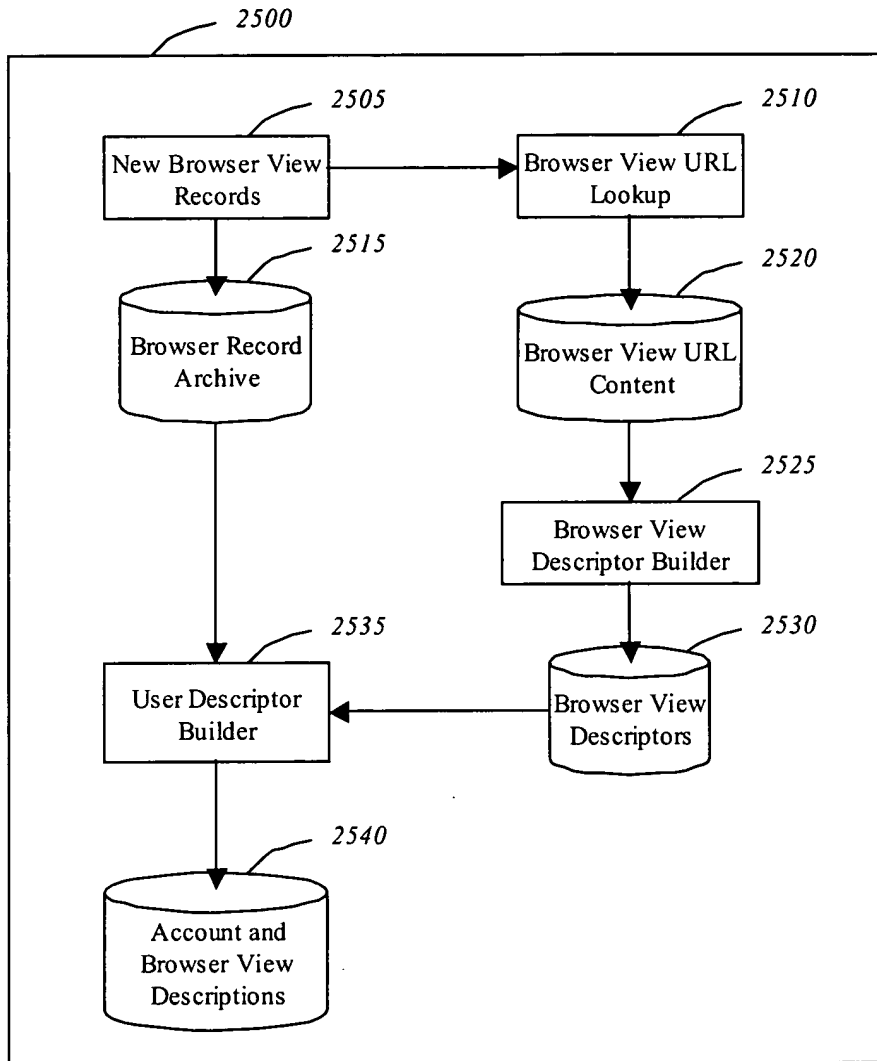 2500
2505
2510
New Browser View
Records
Browser View URL
Lookup
2515
2520
Browser Record
Archive
Browser View URL
Content
2525
Browser View
Descriptor Builder
2535
2530
User Descriptor
Builder
Browser View
Descriptors
2540
Account and
Browser View
Descriptions